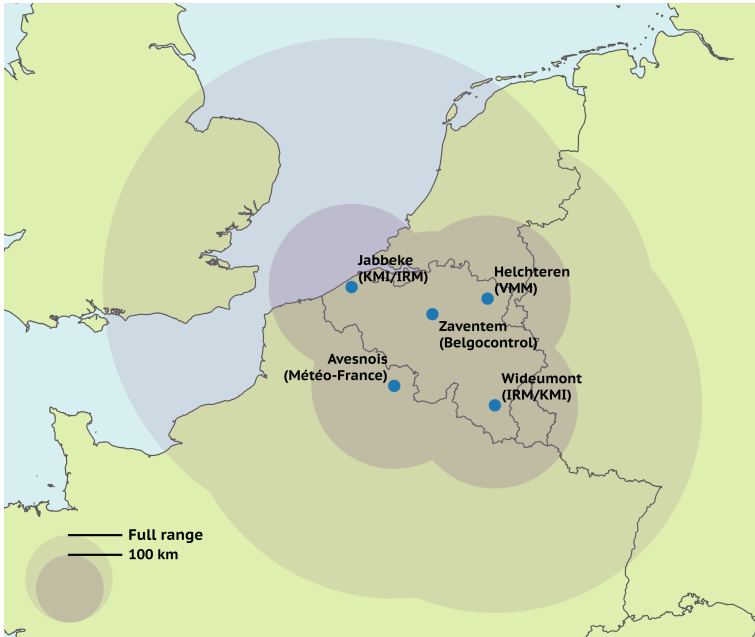 Jabbeke
(KMI/IRM)
Helchteren
(VMM)
Zaventem
(Belgocontrol)
Avesnois
(Météo-France)
Wideumont
(IRM/KMI)
Full range
100 km